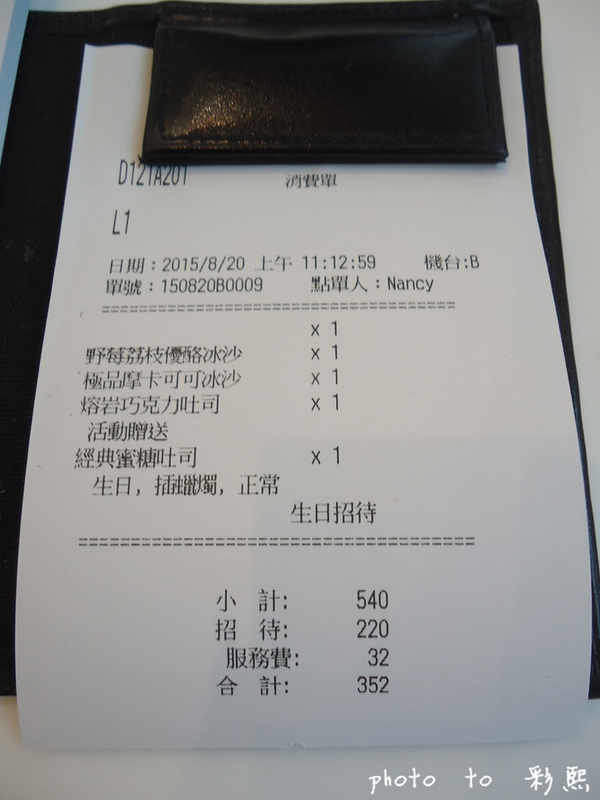 D121A201 消費單
L1
日期：2015/8/20 上午 11:12:59 機台:B
單號：150820B0009 點單人：Nancy
==========================================
x 1
野莓荔枝優酪冰沙 x 1
極品摩卡可可冰沙 x 1
熔岩巧克力吐司 x 1
活動贈送
經典蜜糖吐司 x 1
生日, 插蠟燭, 正常
生日招待
==========================================
小 計: 540
招 待: 220
服務費: 32
合 計: 352
photo to 彩熙